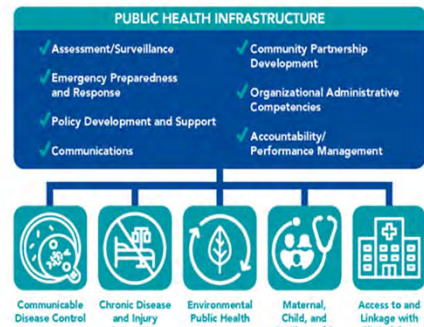 PUBLIC HEALTH INFRASTRUCTURE
Assessment/Surveillance
Emergency Preparedness
and Response
Policy Development and Support
Communications
Community Partnership
Development
Organizational Administrative
Competencies
Accountability/
Performance Management
Communicable
Disease Control
Chronic Disease
and Injury
Environmental
Public Health
Maternal,
Child, and
Access to and
Linkage with